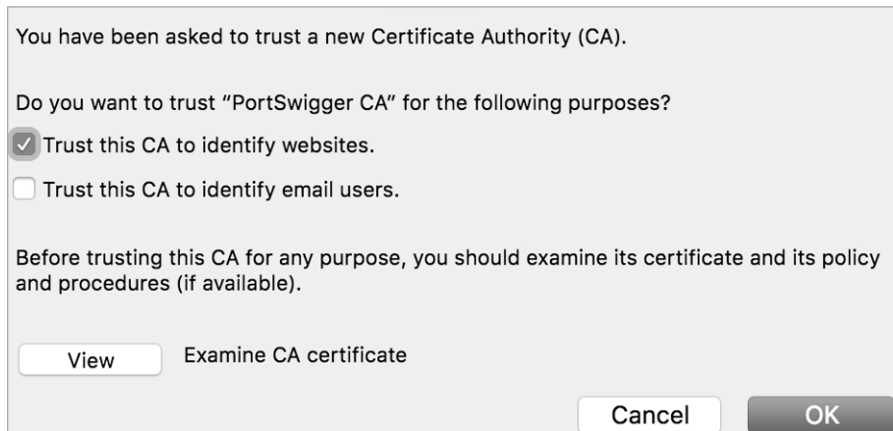 You have been asked to trust a new Certificate Authority (CA).
Do you want to trust “PortSwigger CA” for the following purposes?
Trust this CA to identify websites.
Trust this CA to identify email users.
Before trusting this CA for any purpose, you should examine its certificate and its policy
and procedures (if available).
View Examine CA certificate
Cancel OK